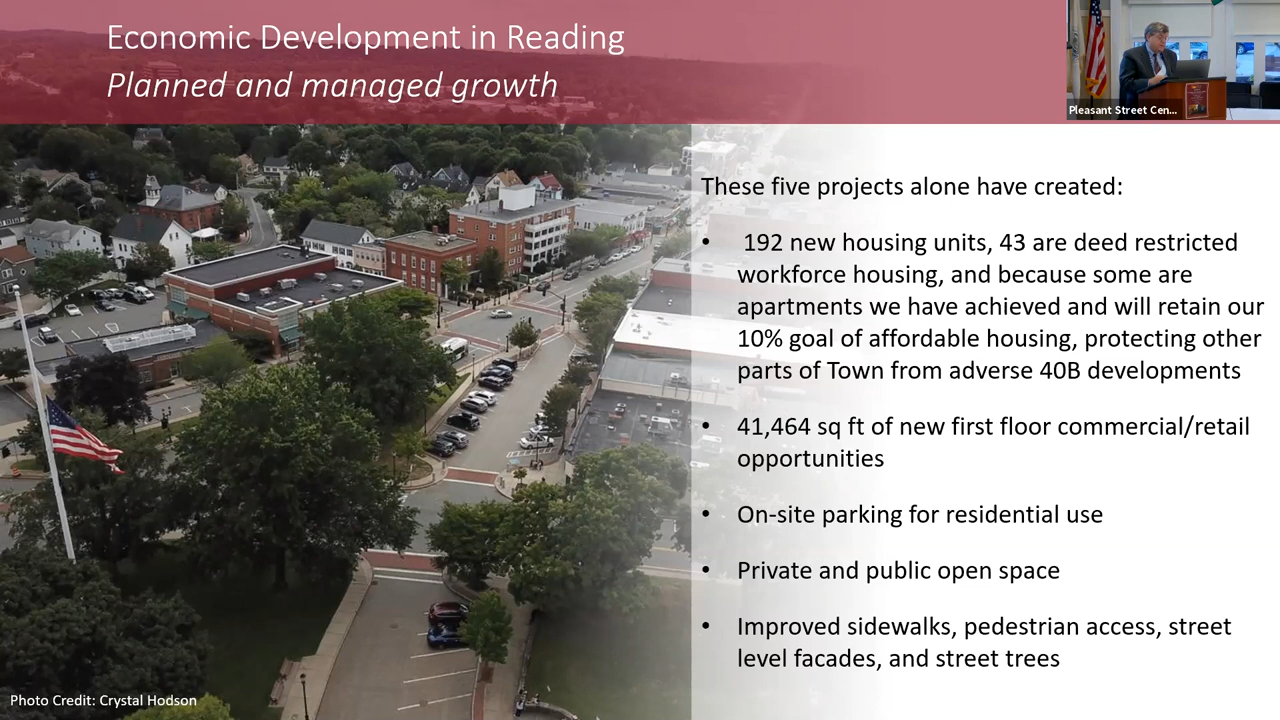 Economic Development in Reading
Planned and managed growth
Pleasant Street Cen...
These five projects alone have created:
• 192 new housing units, 43 are deed restricted
workforce housing, and because some are
apartments we have achieved and will retain our
10% goal of affordable housing, protecting other
parts of Town from adverse 40B developments
• 41,464 sq ft of new first floor commercial/retail
opportunities
• On-site parking for residential use
• Private and public open space
• Improved sidewalks, pedestrian access, street
level facades, and street trees
Photo Credit: Crystal Hodson